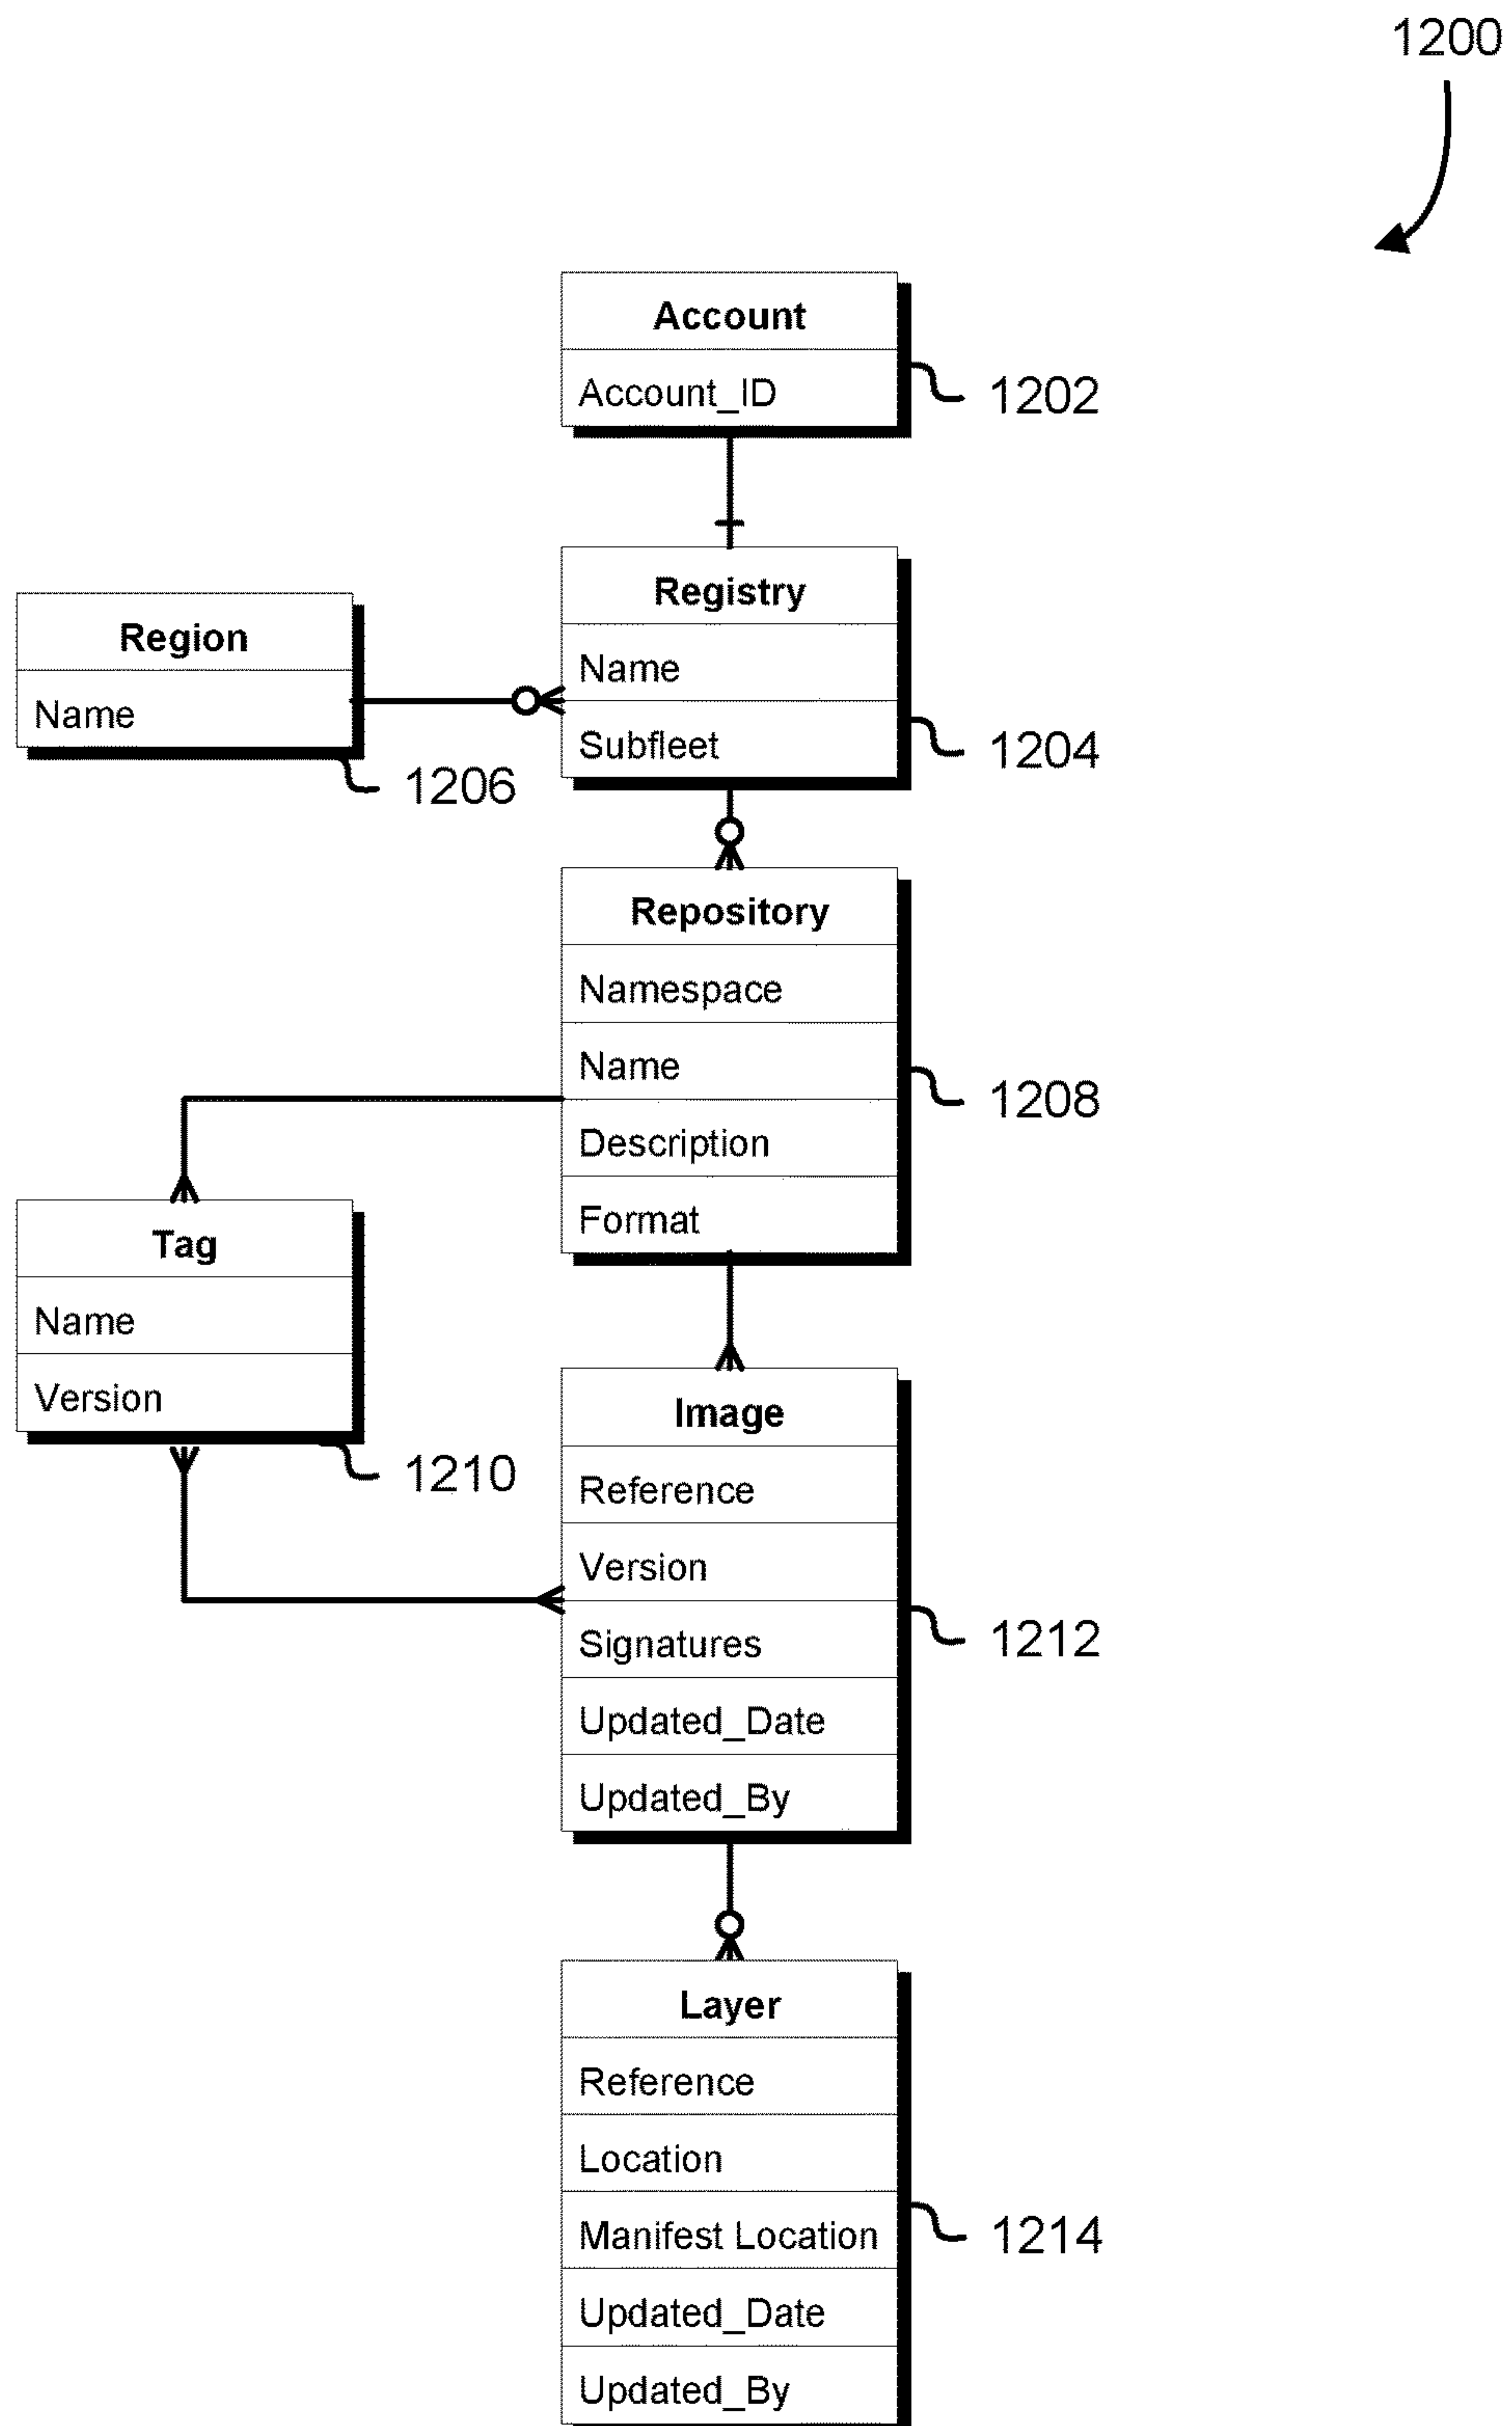 1200
Account
Account_ID
1202
Registry
Name
Subfleet
1204
Region
Name
1206
Repository
Namespace
Name
Description
Format
1208
Tag
Name
Version
1210
Image
Reference
Version
Signatures
Updated_Date
Updated_By
1212
Layer
Reference
Location
Manifest Location
Updated_Date
Updated_By
1214